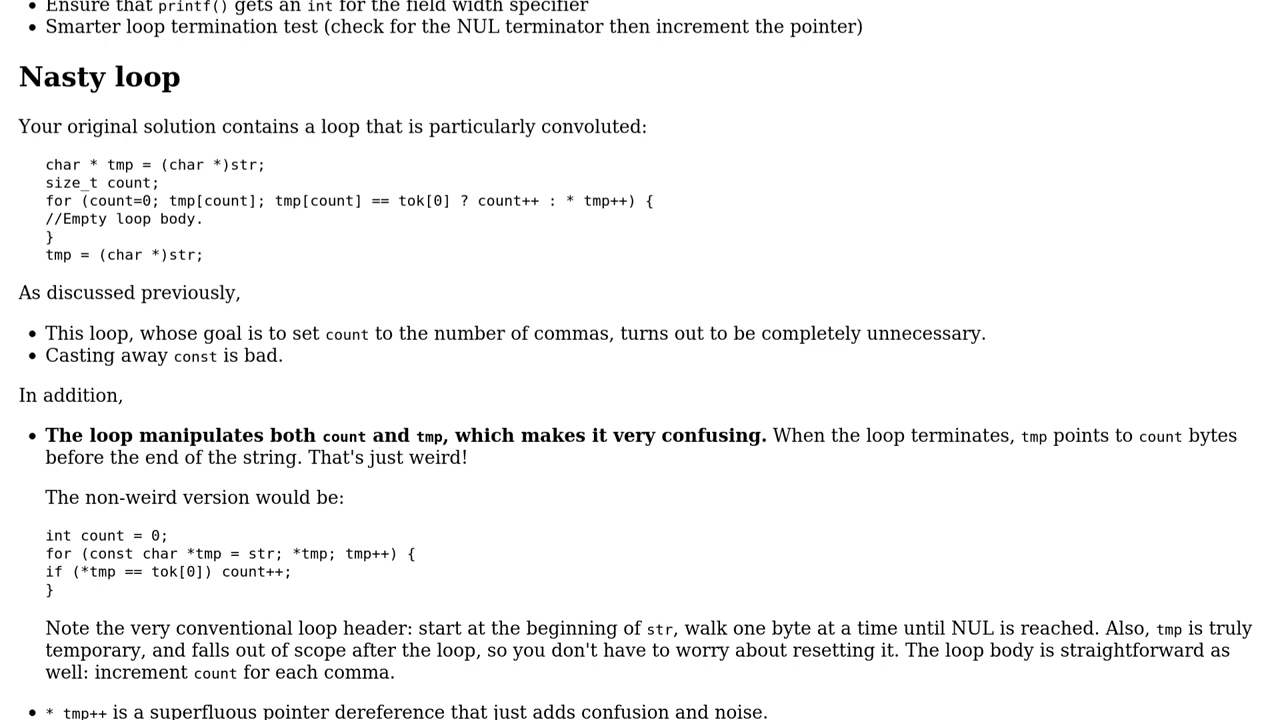 • Ensure that printf() gets an int for the field width specifier
• Smarter loop termination test (check for the NUL terminator then increment the pointer)
Nasty loop
Your original solution contains a loop that is particularly convoluted:
char * tmp = (char *)str;
size_t count;
for (count=0; tmp[count]; tmp[count] == tok[0] ? count++ : * tmp++) {
//Empty loop body.
}
tmp = (char *)str;
As discussed previously,
• This loop, whose goal is to set count to the number of commas, turns out to be completely unnecessary.
• Casting away const is bad.
In addition,
• The loop manipulates both count and tmp, which makes it very confusing. When the loop terminates, tmp points to count bytes
before the end of the string. That's just weird!
The non-weird version would be:
int count = 0;
for (const char *tmp = str; *tmp; tmp++) {
if (*tmp == tok[0]) count++;
}
Note the very conventional loop header: start at the beginning of str, walk one byte at a time until NUL is reached. Also, tmp is truly
temporary, and falls out of scope after the loop, so you don't have to worry about resetting it. The loop body is straightforward as
well: increment count for each comma.
• * tmp++ is a superfluous pointer dereference that just adds confusion and noise.